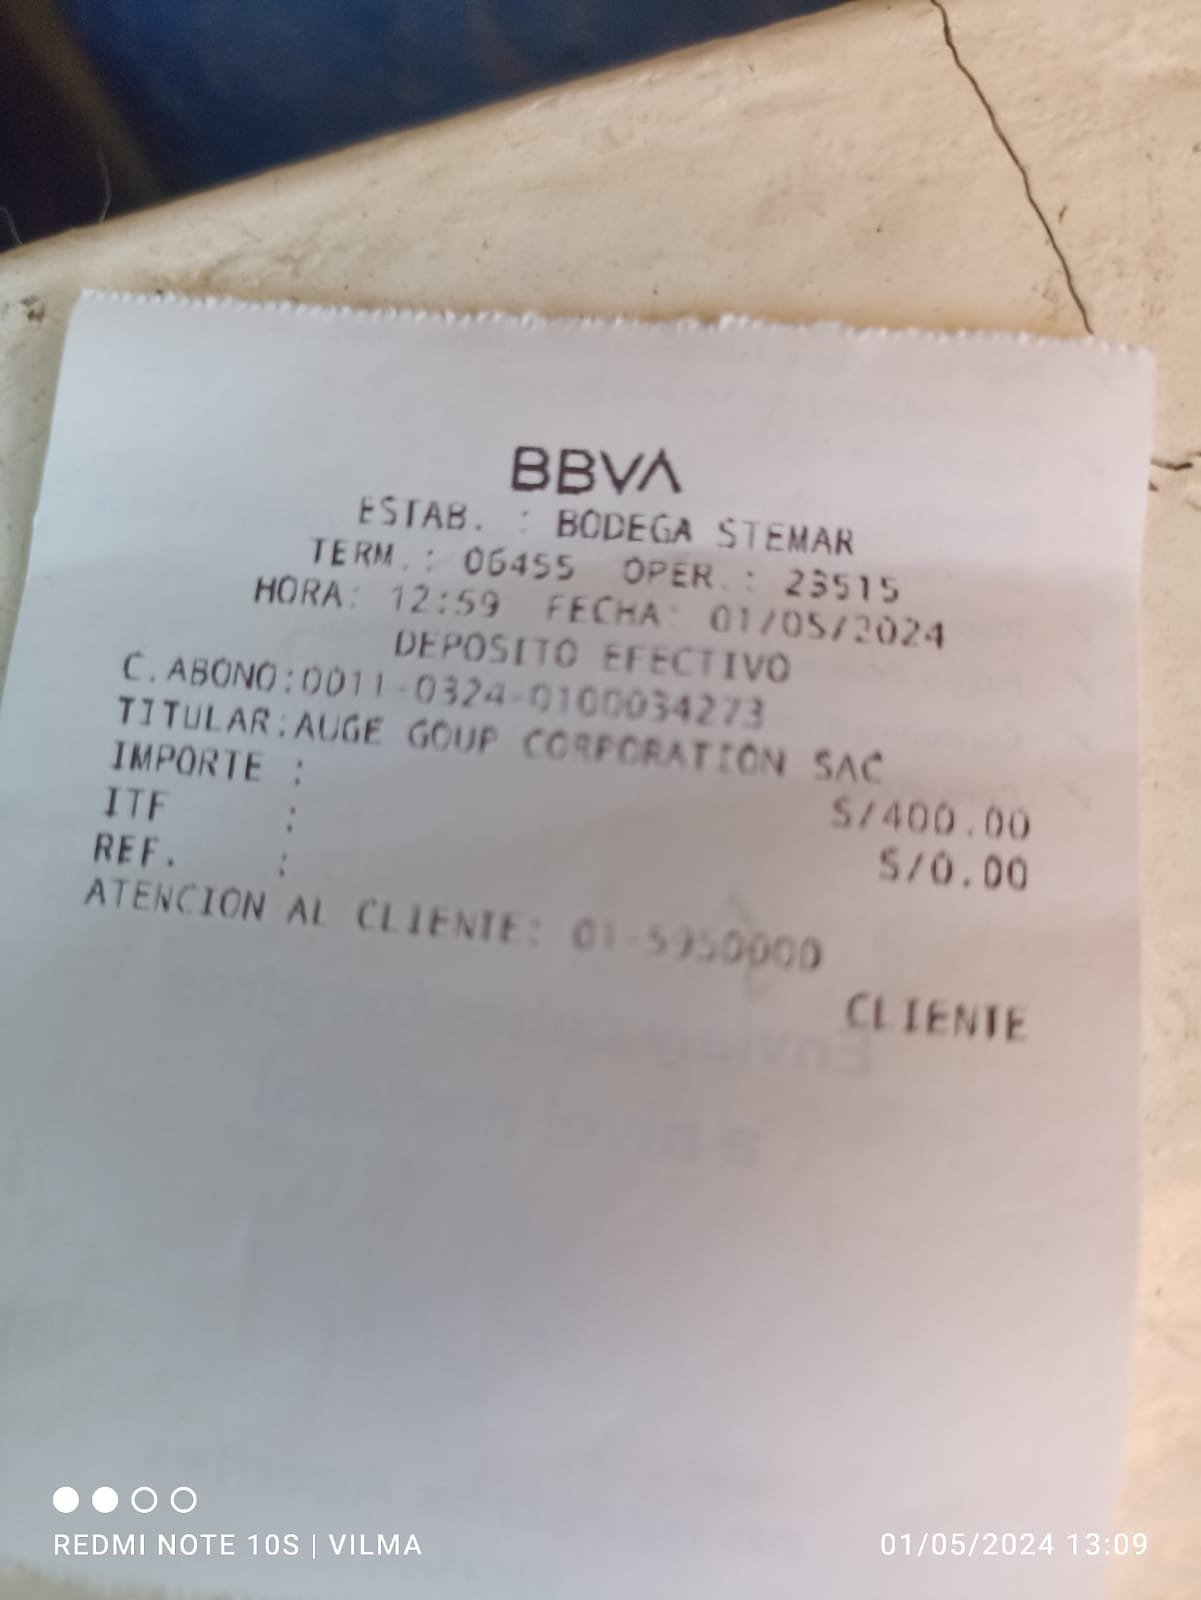 BBVA
ESTAB. : BODEGA STEMAR
TERM.: 06455 OPER.: 23515
HORA: 12:59 FECHA: 01/05/2024
DEPOSITO EFECTIVO
C.ABONO:0011-0324-0100034273
TITULAR:AUGE GOUP CORPORATION SAC
IMPORTE : S/400.00
ITF : S/0.00
REF. :
ATENCION AL CLIENTE: 01-5950000
CLIENTE
REDMI NOTE 10S | VILMA
01/05/2024 13:09